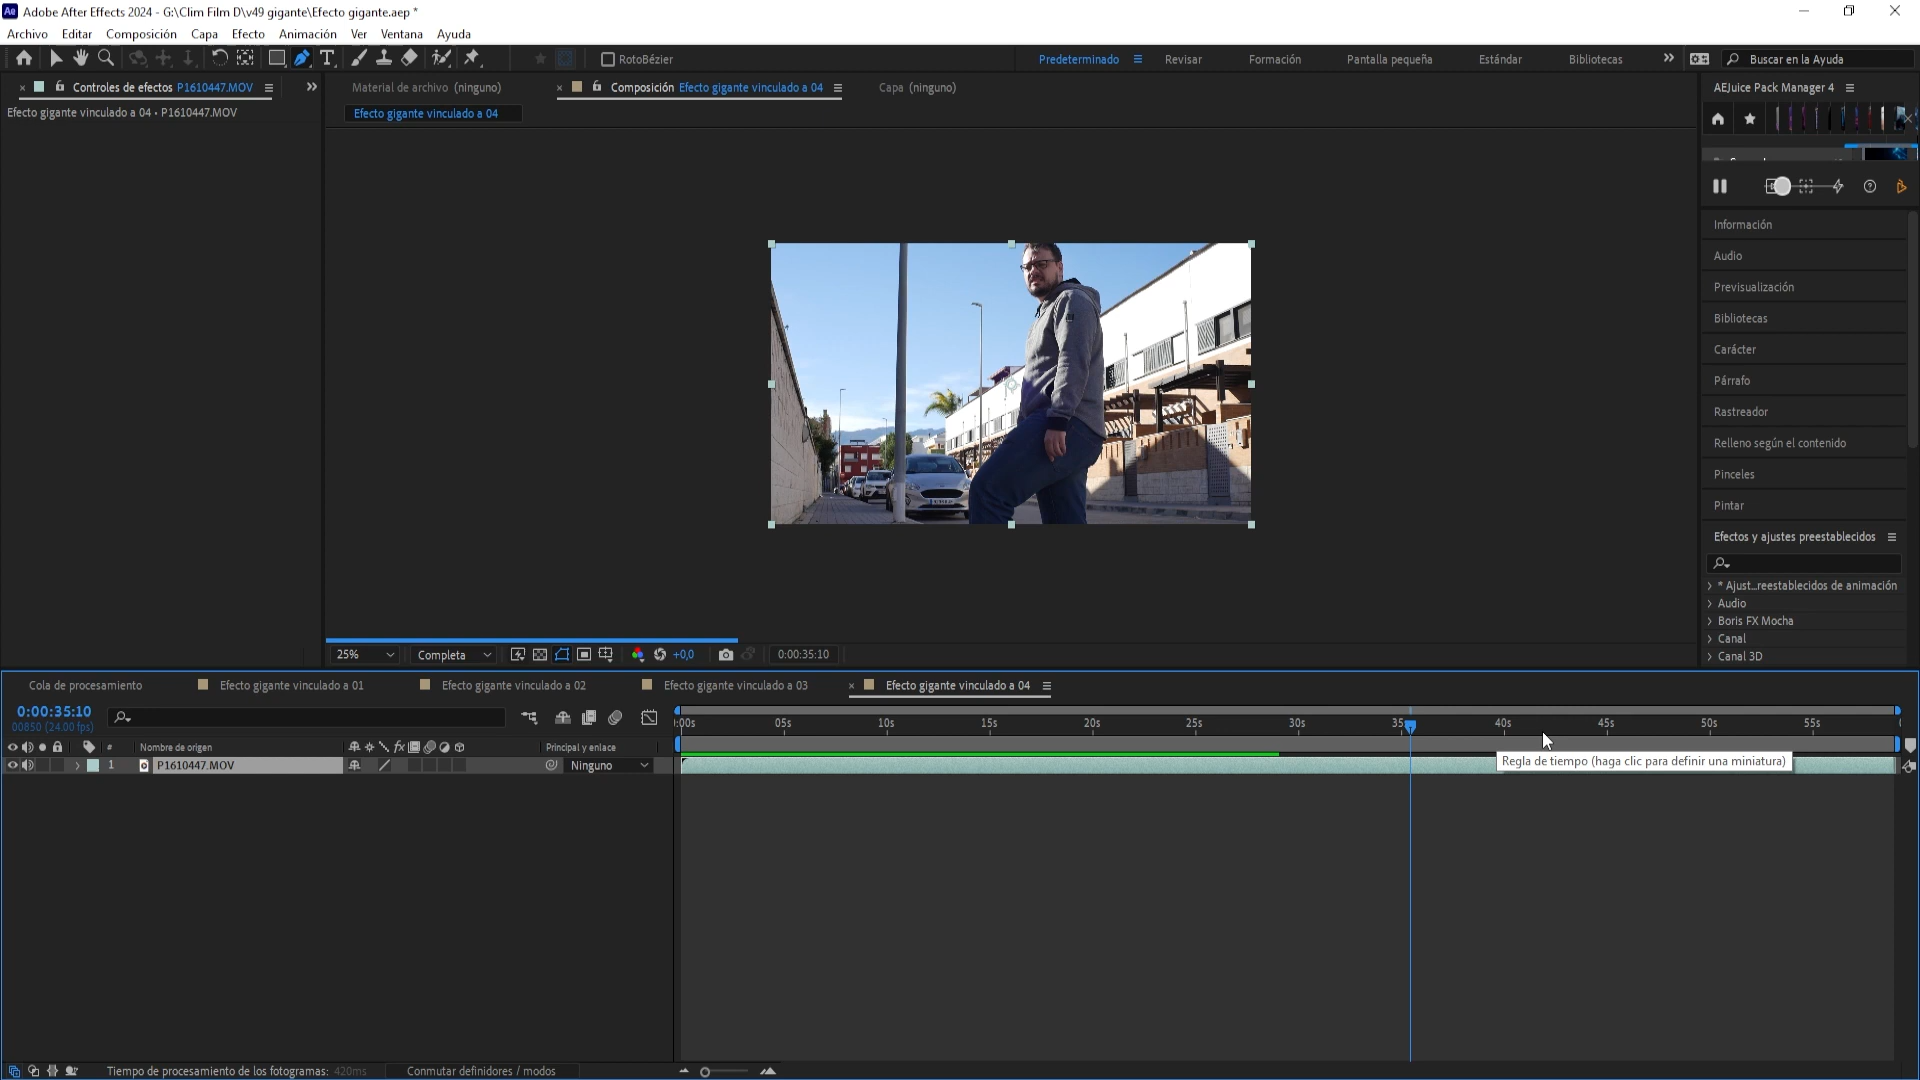 Ae Adobe After Effects 2024 - G:\Clim Film D\v49 gigante\Efecto gigante.aep *
Archivo Editar Composición Capa Efecto Animación Ver Ventana Ayuda
RotoBézier
Predeterminado Revisar Formación Pantalla pequeña Estándar Bibliotecas Buscar en la Ayuda
Controles de efectos P1610447.MOV
Efecto gigante vinculado a 04 • P1610447.MOV
Material de archivo (ninguno)
Composición Efecto gigante vinculado a 04
Capa (ninguno)
Efecto gigante vinculado a 04
AEJuice Pack Manager 4
Información
Audio
Previsualización
Bibliotecas
Carácter
Párrafo
Rastreador
Relleno según el contenido
Pinceles
Pintar
Efectos y ajustes preestablecidos
* Ajust...reestablecidos de animación
Audio
Boris FX Mocha
Canal
Canal 3D
25% Completa +0,0 0:00:35:10
Cola de procesamiento Efecto gigante vinculado a 01 Efecto gigante vinculado a 02 Efecto gigante vinculado a 03 Efecto gigante vinculado a 04
0:00:35:10
00850 (24.00 fps)
:00s 05s 10s 15s 20s 25s 30s 35s 40s 45s 50s 55s
# Nombre de origen fx Principal y enlace
1 P1610447.MOV Ninguno
Regla de tiempo (haga clic para definir una miniatura)
Tiempo de procesamiento de los fotogramas: 420ms Conmutar definidores / modos